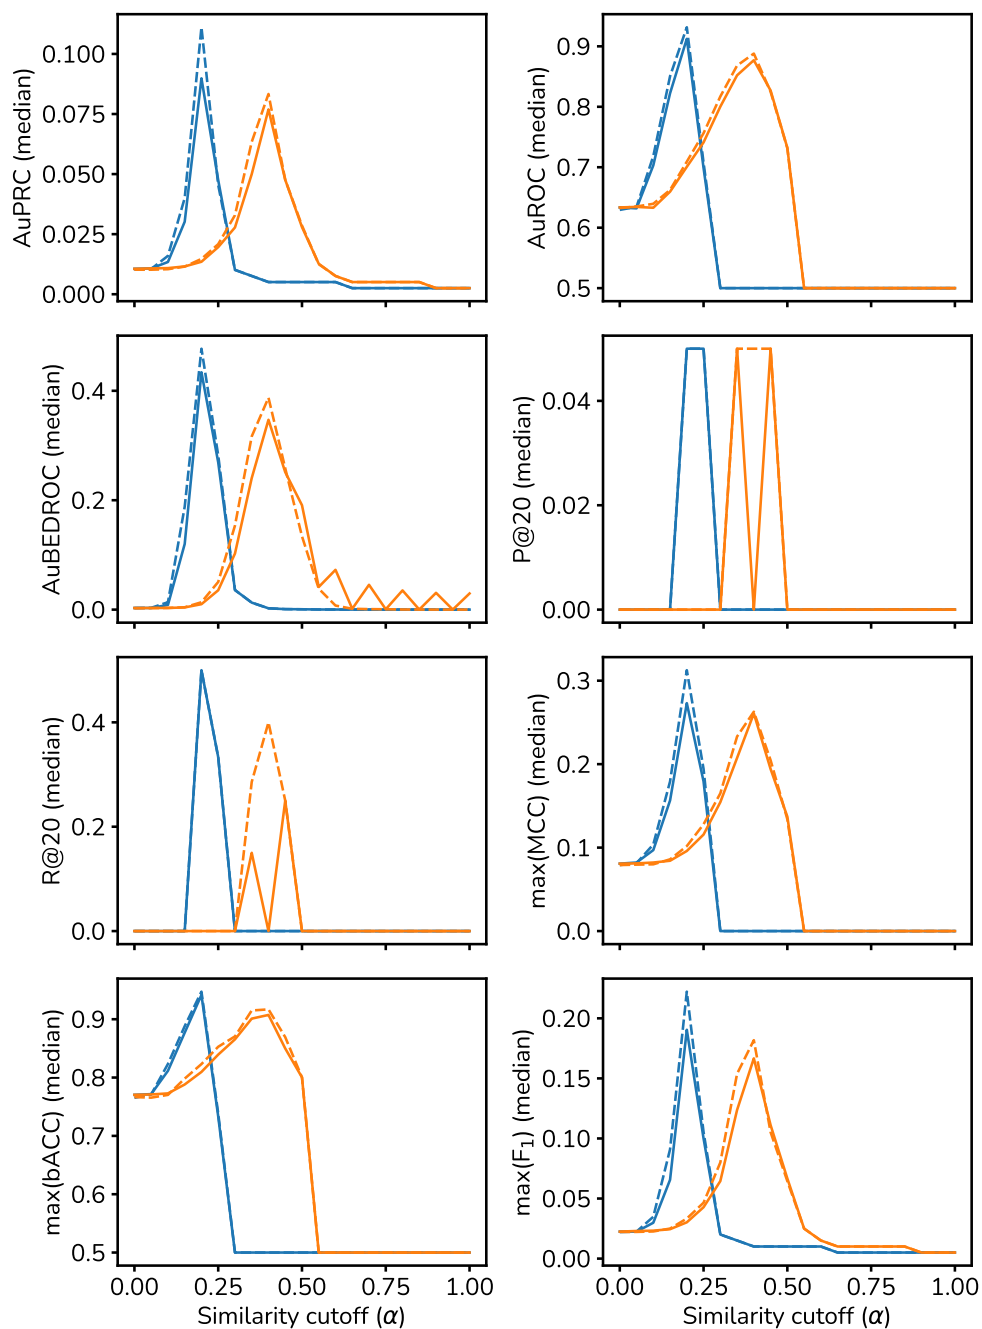 AuPRC (median)
0.100
0.075
0.050
0.025
0.000
AuROC (median)
0.9
0.8
0.7
0.6
0.5
AuBEDROC (median)
0.4
0.2
0.0
P@20 (median)
0.04
0.02
0.00
R@20 (median)
0.4
0.2
0.0
max(MCC) (median)
0.3
0.2
0.1
0.0
max(bACC) (median)
0.9
0.8
0.7
0.6
0.5
0.00 0.25 0.50 0.75 1.00
Similarity cutoff (α)
max(F₁) (median)
0.20
0.15
0.10
0.05
0.00
0.00 0.25 0.50 0.75 1.00
Similarity cutoff (α)